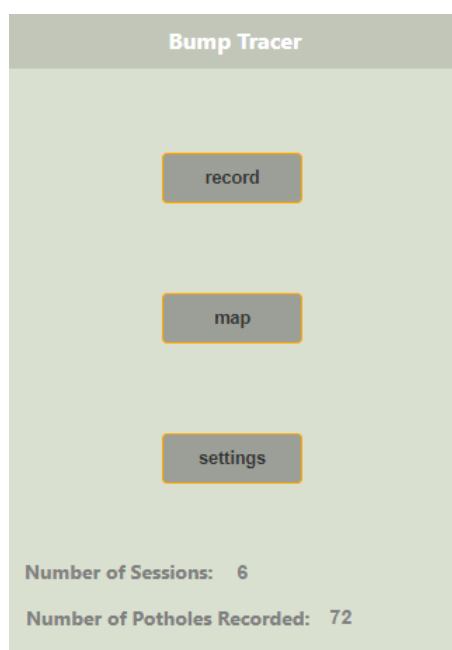 Bump Tracer
record
map
settings
Number of Sessions: 6
Number of Potholes Recorded: 72